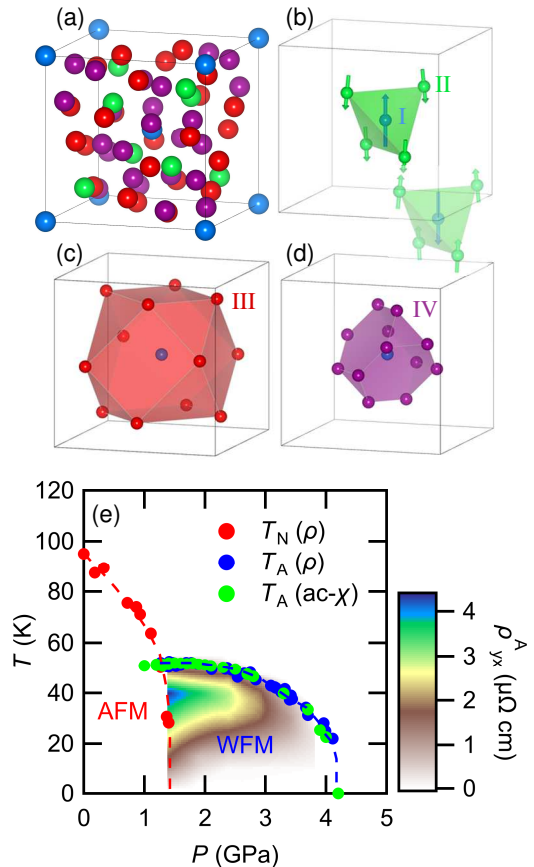 (a)
(b)
II
I
(c)
III
(d)
IV
(e)
T_N (ρ)
T_A (ρ)
T_A (ac-χ)
AFM
WFM
120
100
80
60
40
20
0
T (K)
0 1 2 3 4 5
P (GPa)
4
3
2
1
0
ρ^A_yx (μΩ cm)